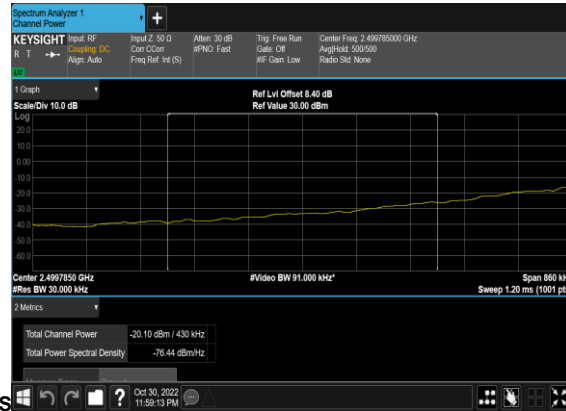 Spectrum Analyzer 1
Channel Power
KEYSIGHT Input: RF Input Z: 50 Ω Atten: 30 dB Trig: Free Run Center Freq: 2.499785000 GHz
R T Coupling: DC Corr CCorr #PNO: Fast Gate: Off Avg|Hold: 500/500
Align: Auto Freq Ref: Int (S) #IF Gain: Low Radio Std: None
LW
1 Graph
Ref Lvl Offset 8.40 dB
Scale/Div 10.0 dB Ref Value 30.00 dBm
Log
20.0
10.0
0.00
-10.0
-20.0
-30.0
-40.0
-50.0
-60.0
Center 2.4997850 GHz #Video BW 91.000 kHz* Span 860 kH
#Res BW 30.000 kHz Sweep 1.20 ms (1001 pts
2 Metrics
Total Channel Power -20.10 dBm / 430 kHz
Total Power Spectral Density -76.44 dBm/Hz
s
? Oct 30, 2022
11:59:13 PM